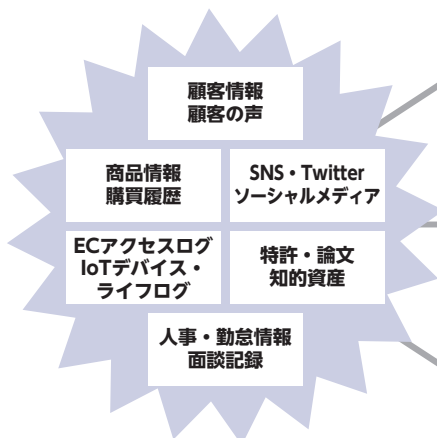 顧客情報
顧客の声
商品情報
購買履歴
SNS・Twitter
ソーシャルメディア
ECアクセスログ
IoTデバイス・
ライフログ
特許・論文
知的資産
人事・勤怠情報
面談記録